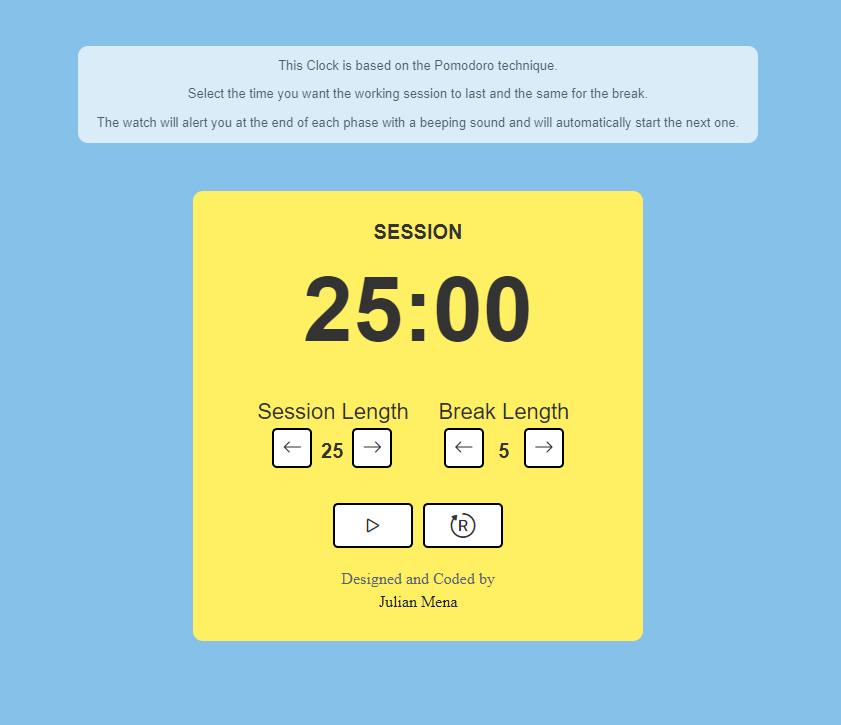 This Clock is based on the Pomodoro technique.
Select the time you want the working session to last and the same for the break.
The watch will alert you at the end of each phase with a beeping sound and will automatically start the next one.
SESSION
25:00
Session Length Break Length
25 5
R
Designed and Coded by
Julian Mena